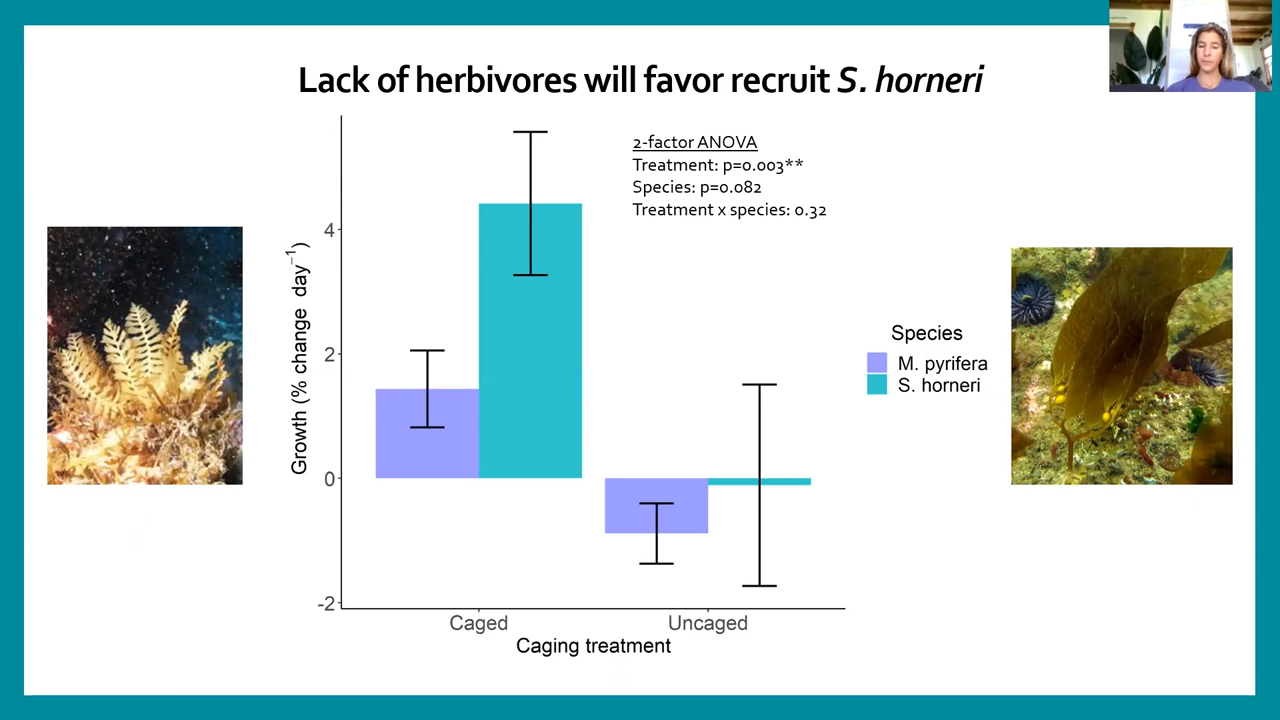 Lack of herbivores will favor recruit S. horneri
2-factor ANOVA
Treatment: p=0.003**
Species: p=0.082
Treatment x species: 0.32
4
2
0
-2
Growth (% change day⁻¹)
Caged
Uncaged
Caging treatment
Species
M. pyrifera
S. horneri